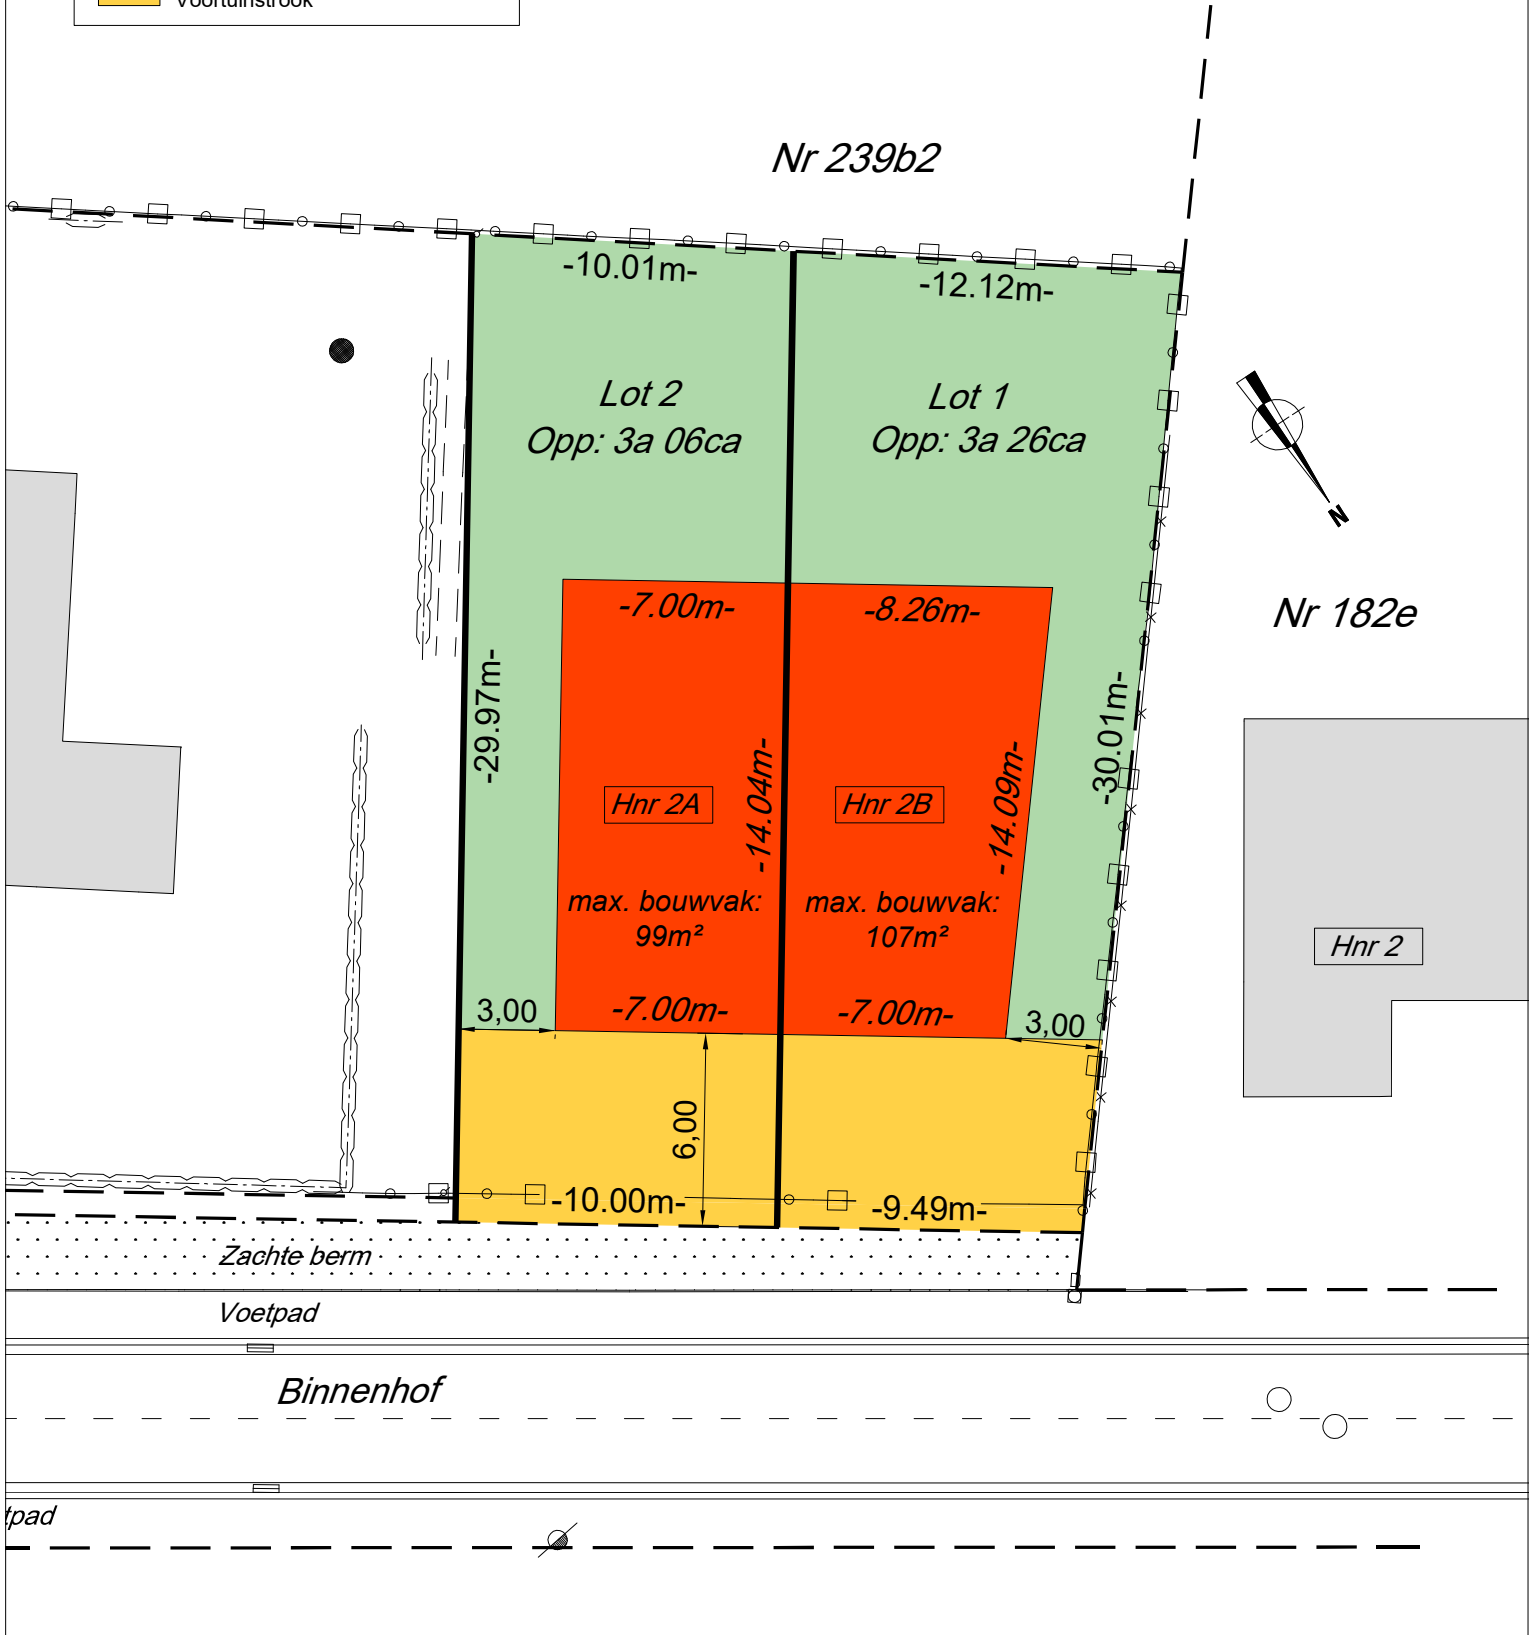 Voortuinstrook
Nr 239b2
-10.01m-
-12.12m-
Lot 2
Opp: 3a 06ca
Lot 1
Opp: 3a 26ca
N
-7.00m-
-8.26m-
Nr 182e
-29.97m-
-14.04m-
-14.09m-
-30.01m-
Hnr 2A
Hnr 2B
max. bouwvak:
99m²
max. bouwvak:
107m²
Hnr 2
3,00
-7.00m-
-7.00m-
3,00
6,00
-10.00m-
-9.49m-
Zachte berm
Voetpad
Binnenhof
tpad